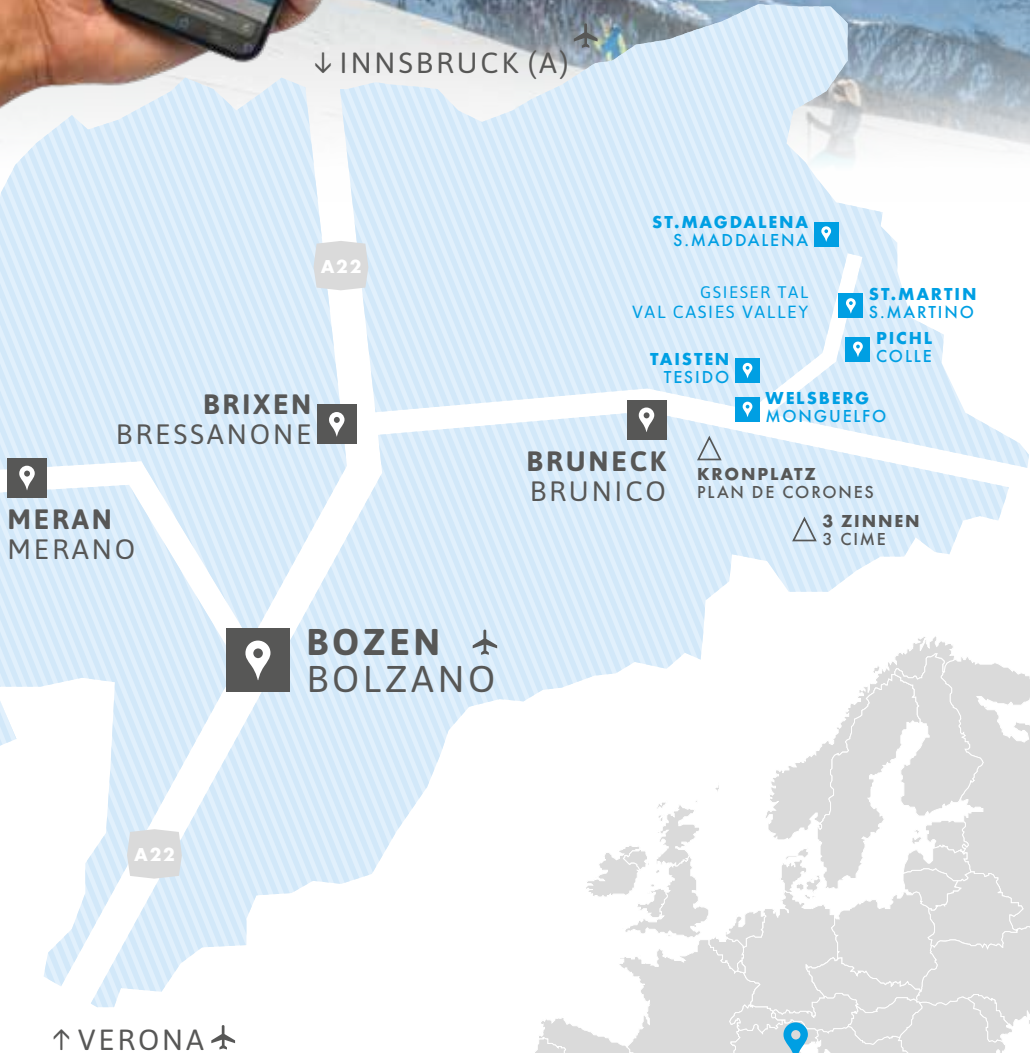 ↓ INNSBRUCK (A)
A22
ST.MAGDALENA
S.MADDALENA
GSIESER TAL
VAL CASIES VALLEY
ST.MARTIN
S.MARTINO
PICHL
COLLE
TAISTEN
TESIDO
WELSBERG
MONGUELFO
BRIXEN
BRESSANONE
BRUNECK
BRUNICO
KRONPLATZ
PLAN DE CORONES
3 ZINNEN
3 CIME
MERAN
MERANO
BOZEN
BOLZANO
A22
↑ VERONA